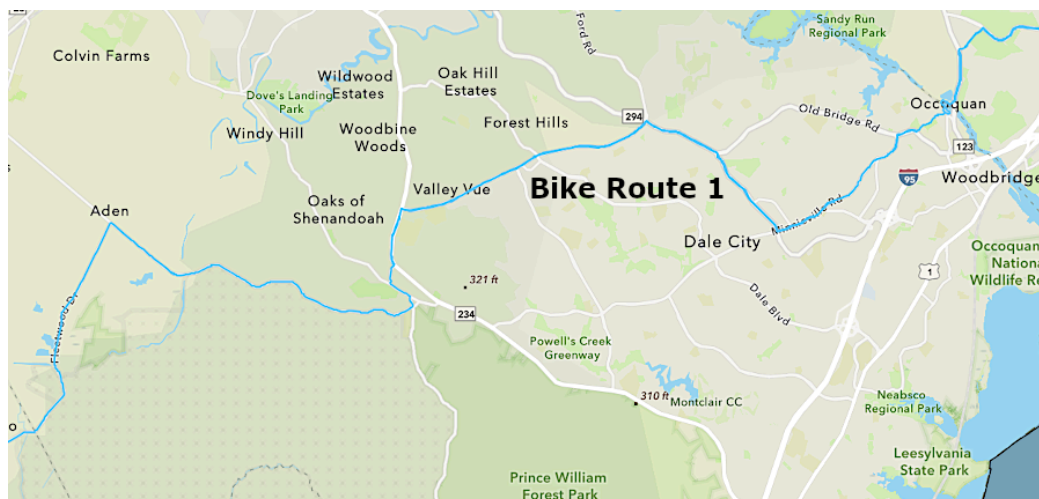 Sandy Run
Regional Park
Colvin Farms
Ford Rd
Wildwood
Estates
Oak Hill
Estates
Dove's Landing
Park
Occoquan
Old Bridge Rd
294
Forest Hills
Windy Hill
Woodbine
Woods
123
95
Woodbridge
Valley Vue
Bike Route 1
Oaks of
Shenandoah
Aden
Minnieville Rd
Dale City
Occoquan
Nation
Wildlife Re
1
321 ft
Dale Blvd
Fleetwood Dr
234
Powell's Creek
Greenway
310 ft
Montclair CC
Neabsco
Regional Park
o
Leesylvania
State Park
Prince William
Forest Park